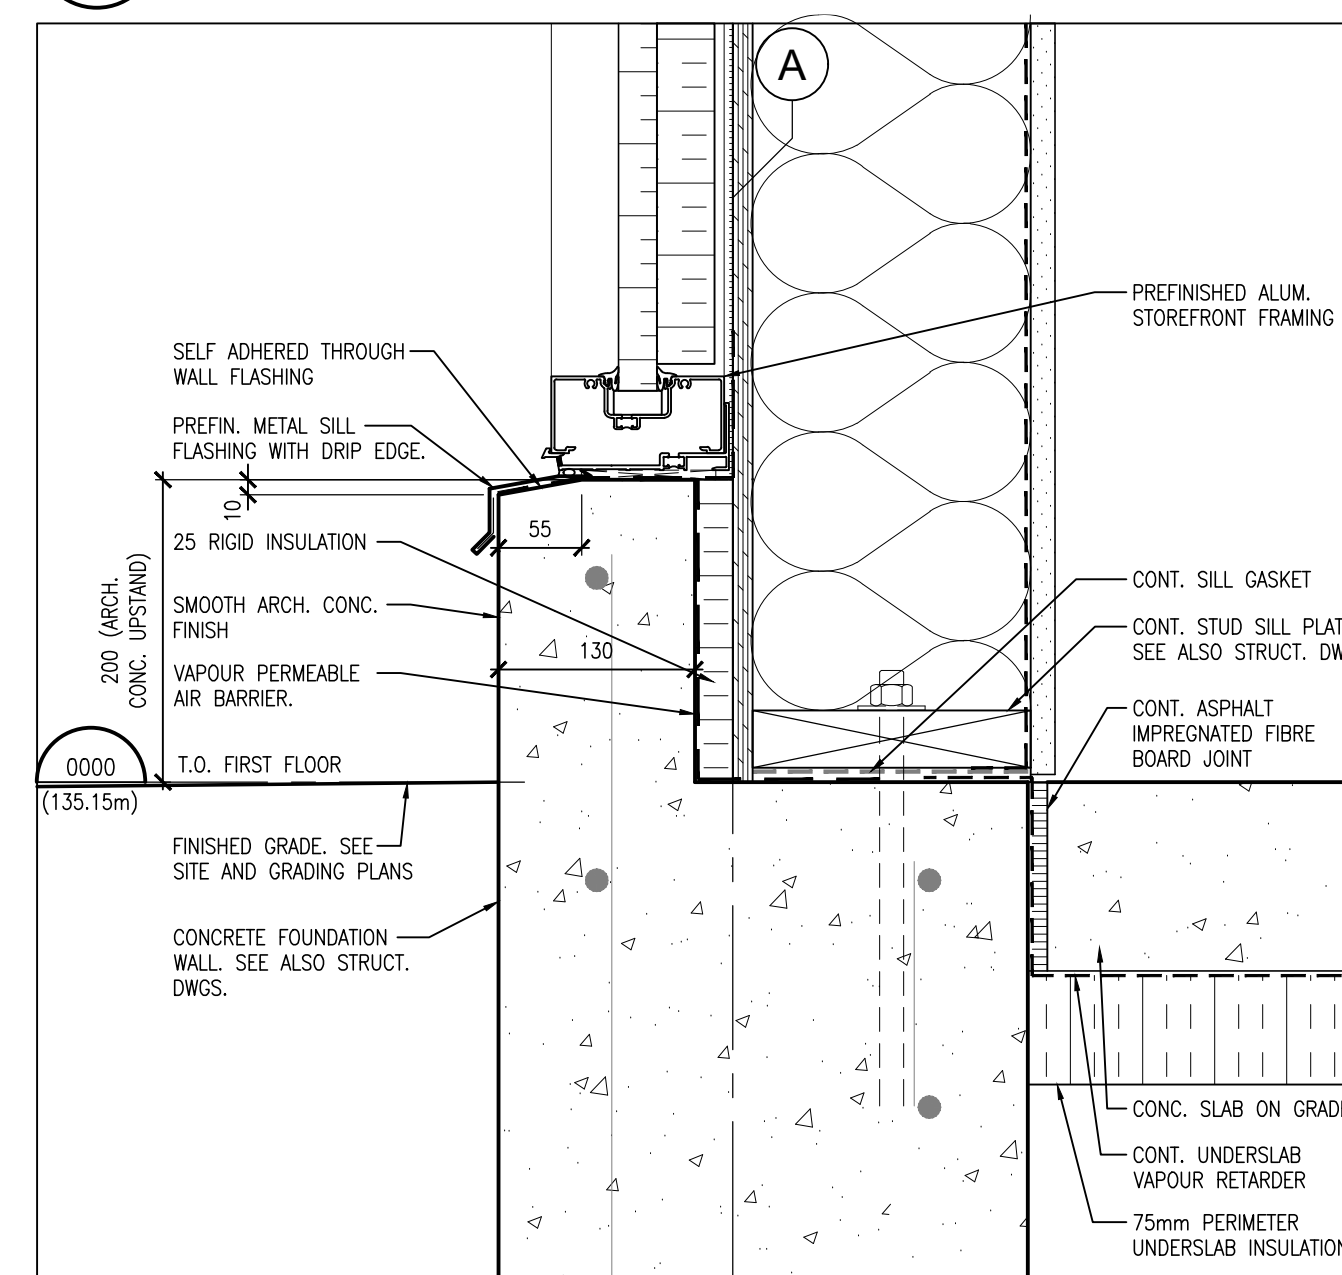 A
PREFINISHED ALUM.
STOREFRONT FRAMING
SELF ADHERED THROUGH
WALL FLASHING
PREFIN. METAL SILL
FLASHING WITH DRIP EDGE.
10
55
25 RIGID INSULATION
200 (ARCH.
CONC. UPSTAND)
SMOOTH ARCH. CONC.
FINISH
130
VAPOUR PERMEABLE
AIR BARRIER.
CONT. SILL GASKET
CONT. STUD SILL PLAT
SEE ALSO STRUCT. DW
CONT. ASPHALT
IMPREGNATED FIBRE
BOARD JOINT
0000
T.O. FIRST FLOOR
(135.15m)
FINISHED GRADE. SEE
SITE AND GRADING PLANS
CONCRETE FOUNDATION
WALL. SEE ALSO STRUCT.
DWGS.
CONC. SLAB ON GRAD
CONT. UNDERSLAB
VAPOUR RETARDER
75mm PERIMETER
UNDERSLAB INSULATION